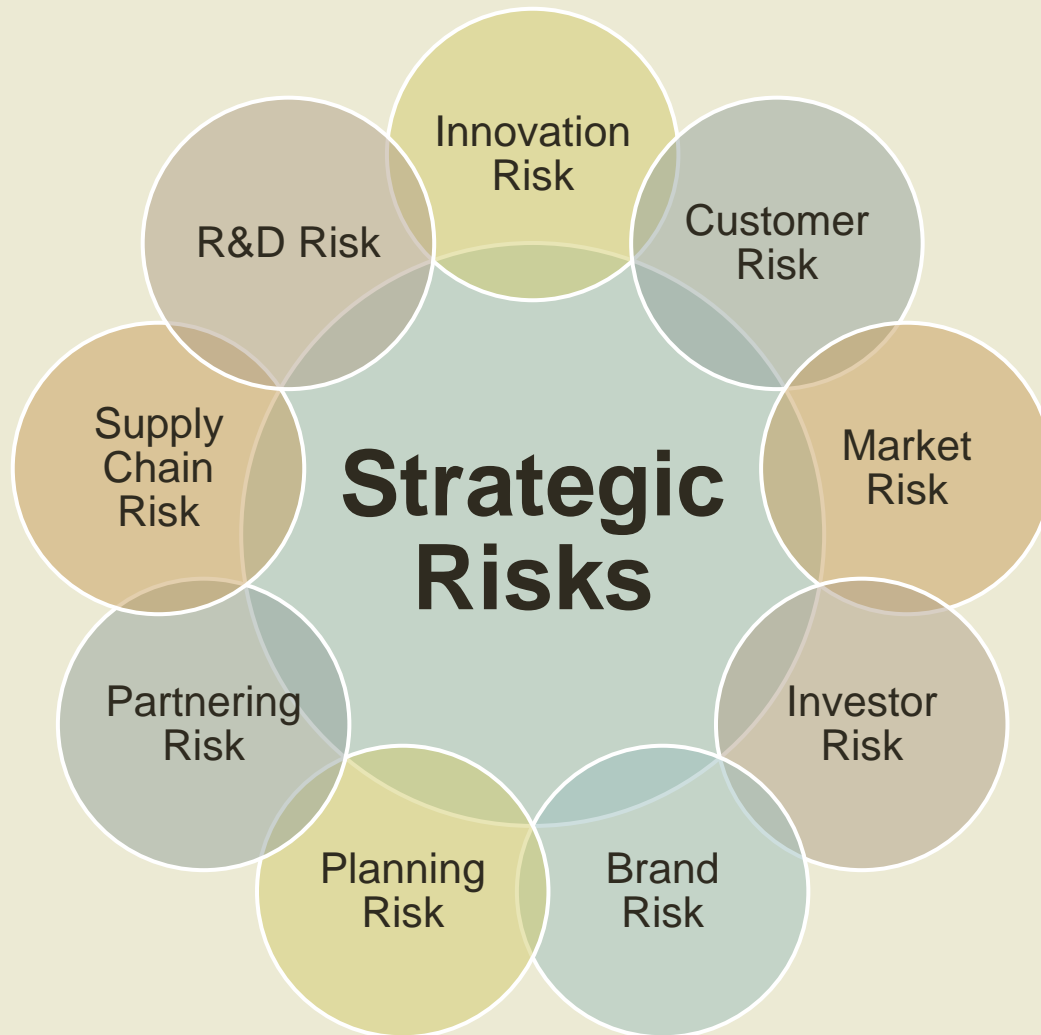 Innovation
Risk
Customer
Risk
Market
Risk
Investor
Risk
Brand
Risk
Planning
Risk
Partnering
Risk
Supply
Chain
Risk
R&D Risk
Strategic
Risks